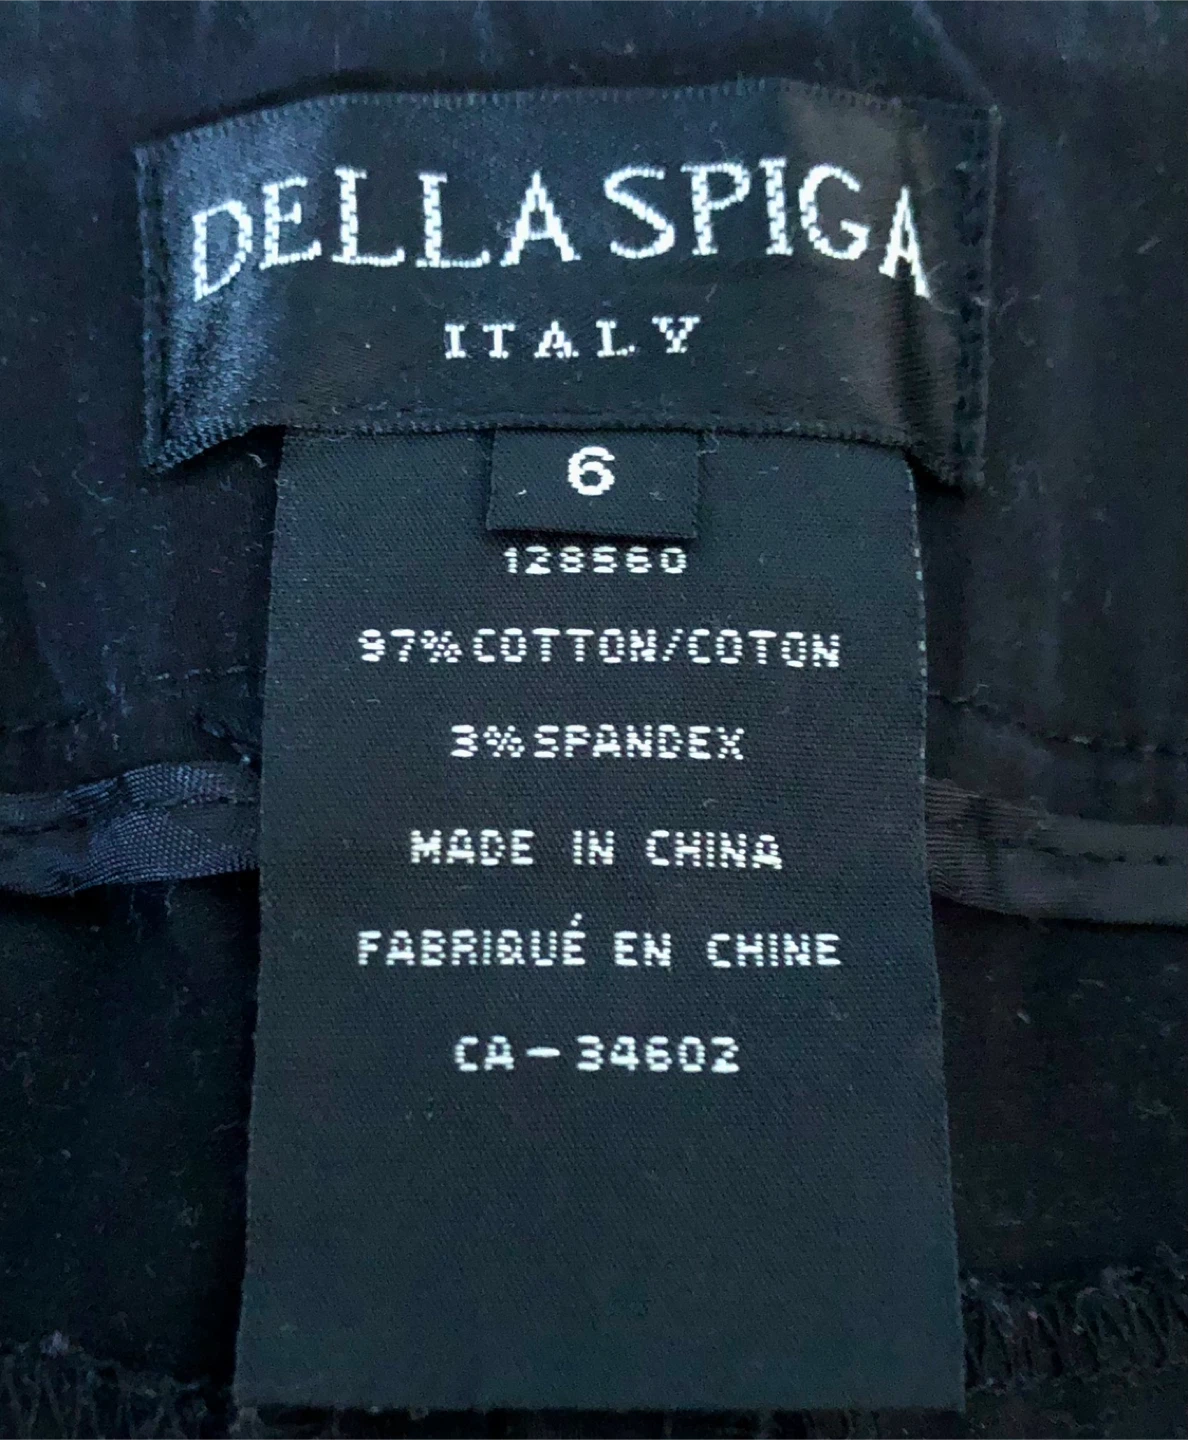 DELLA SPIGA
ITALY
6
128560
97% COTTON/COTON
3% SPANDEX
MADE IN CHINA
FABRIQUÉ EN CHINE
CA-34602